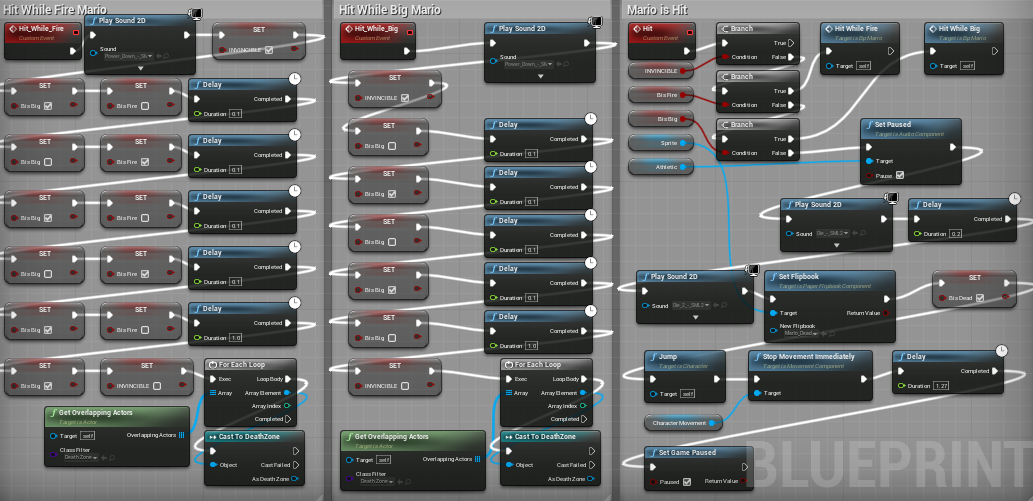 Hit While Fire Mario
Hit_While_Fire
Custom Event
Play Sound 2D
Sound
SET
INVINCIBLE
SET
Bis Big
SET
Bis Fire
Delay
Completed
Duration 0.1
SET
Bis Big
SET
Bis Fire
Delay
Completed
Duration 0.1
SET
Bis Big
SET
Bis Fire
Delay
Completed
Duration 0.1
SET
Bis Big
SET
Bis Fire
Delay
Completed
Duration 0.1
SET
Bis Big
SET
Bis Fire
Delay
Completed
Duration 1.0
SET
Bis Big
SET
INVINCIBLE
For Each Loop
Exec
Loop Body
Array
Array Element
Array Index
Completed
Get Overlapping Actors
Target is Actor
Target self
Overlapping Actors
Class Filter
Death Zone
Cast To DeathZone
Object
Cast Failed
As Death Zone
Hit While Big Mario
Hit_While_Big
Custom Event
Play Sound 2D
Sound
SET
INVINCIBLE
SET
Bis Big
Delay
Completed
Duration 0.1
SET
Bis Big
Delay
Completed
Duration 0.1
SET
Bis Big
Delay
Completed
Duration 0.1
SET
Bis Big
Delay
Completed
Duration 0.1
SET
Bis Big
Delay
Completed
Duration 1.0
SET
INVINCIBLE
For Each Loop
Exec
Loop Body
Array
Array Element
Array Index
Completed
Get Overlapping Actors
Target is Actor
Target self
Overlapping Actors
Class Filter
Death Zone
Cast To DeathZone
Object
Cast Failed
As Death Zone
Mario is Hit
Hit
Custom Event
INVINCIBLE
Bis Fire
Bis Big
Sprite
Athletic
Branch
True
Condition
False
Branch
True
Condition
False
Branch
True
Condition
False
Hit While Fire
Target is Bp Mario
Target self
Hit While Big
Target is Bp Mario
Target self
Set Paused
Target is Audio Component
Target
Pause
Play Sound 2D
Sound
Delay
Completed
Duration 0.2
Play Sound 2D
Sound
Set Flipbook
Target is Paper Flipbook Component
Target
Return Value
New Flipbook
Mario_Dead
SET
Bis Dead
Jump
Target is Character
Target self
Stop Movement Immediately
Target is Movement Component
Target
Character Movement
Delay
Completed
Duration 1.27
Set Game Paused
Paused
Return Value
BLUEPRINT